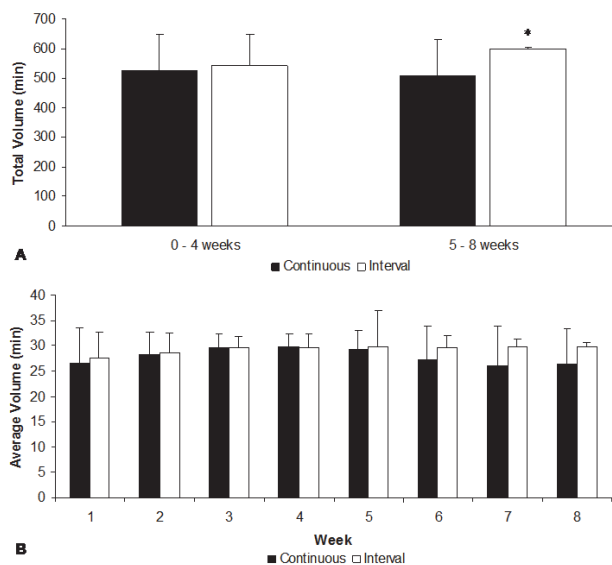 700
600
500
400
300
200
100
0
Total Volume (min)
*
0 - 4 weeks 5 - 8 weeks
A
Continuous Interval
40
35
30
25
20
15
10
5
0
Average Volume (min)
1 2 3 4 5 6 7 8
Week
B
Continuous Interval